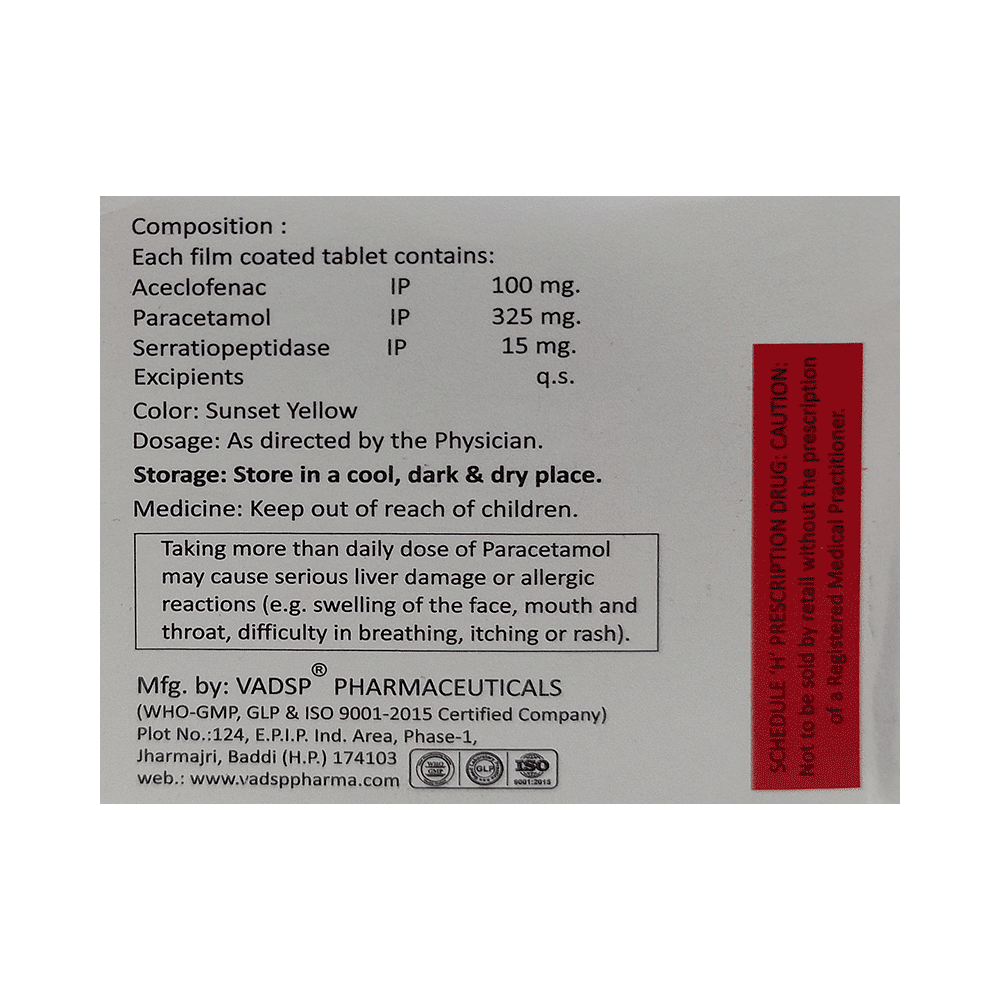 Composition :
Each film coated tablet contains:
Aceclofenac IP 100 mg.
Paracetamol IP 325 mg.
Serratiopeptidase IP 15 mg.
Excipients q.s.
Color: Sunset Yellow
Dosage: As directed by the Physician.
Storage: Store in a cool, dark & dry place.
Medicine: Keep out of reach of children.
Taking more than daily dose of Paracetamol
may cause serious liver damage or allergic
reactions (e.g. swelling of the face, mouth and
throat, difficulty in breathing, itching or rash).
Mfg. by: VADSP® PHARMACEUTICALS
(WHO-GMP, GLP & ISO 9001-2015 Certified Company)
Plot No.:124, E.P.I.P. Ind. Area, Phase-1,
Jharmajri, Baddi (H.P.) 174103
web.: www.vadsppharma.com
WHO
GMP
GLP
ISO
9001:2015
SCHEDULE 'H' PRESCRIPTION DRUG: CAUTION:
Not to be sold by retail without the prescription
of a Registered Medical Practitioner.